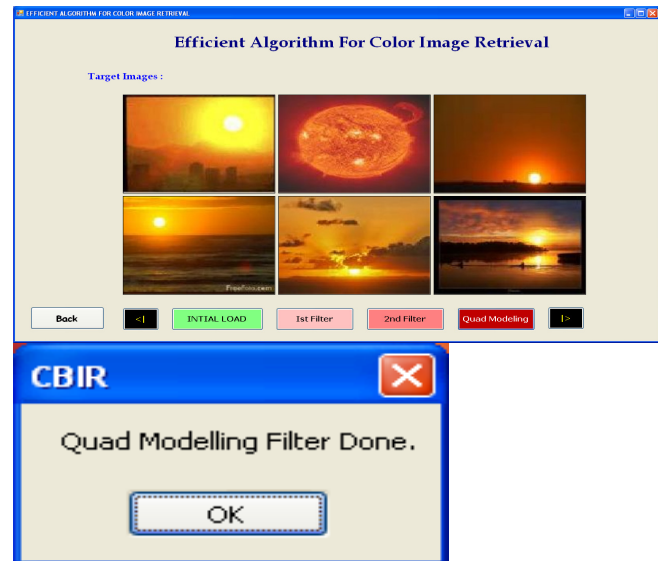 EFFICIENT ALGORITHM FOR COLOR IMAGE RETRIEVAL
Efficient Algorithm For Color Image Retrieval
Target Images :
FreeFoto.com
Back <| INTIAL LOAD Ist Filter 2nd Filter Quad Modeling |>
CBIR
Quad Modelling Filter Done.
OK